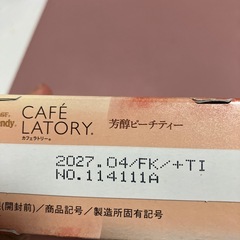 CAFÉ
LATORY®
カフェラトリー®
芳醇ピーチティー
2027.04/FK/+TI
NO.114111A
(開封前)/商品記号/製造所固有記号